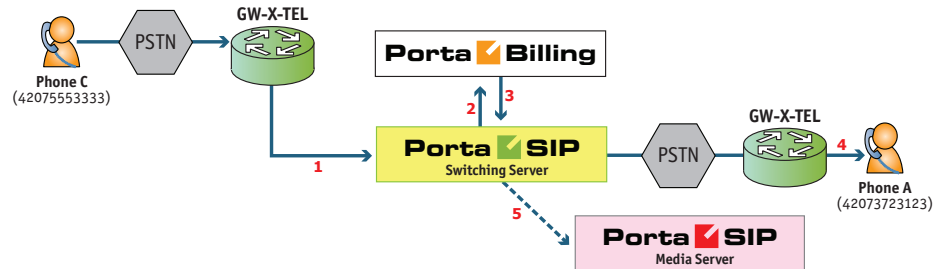 GW-X-TEL
PSTN
Phone C
(42075553333)
Porta Billing
2
3
1
Porta SIP
Switching Server
PSTN
GW-X-TEL
4
Phone A
(42073723123)
5
Porta SIP
Media Server